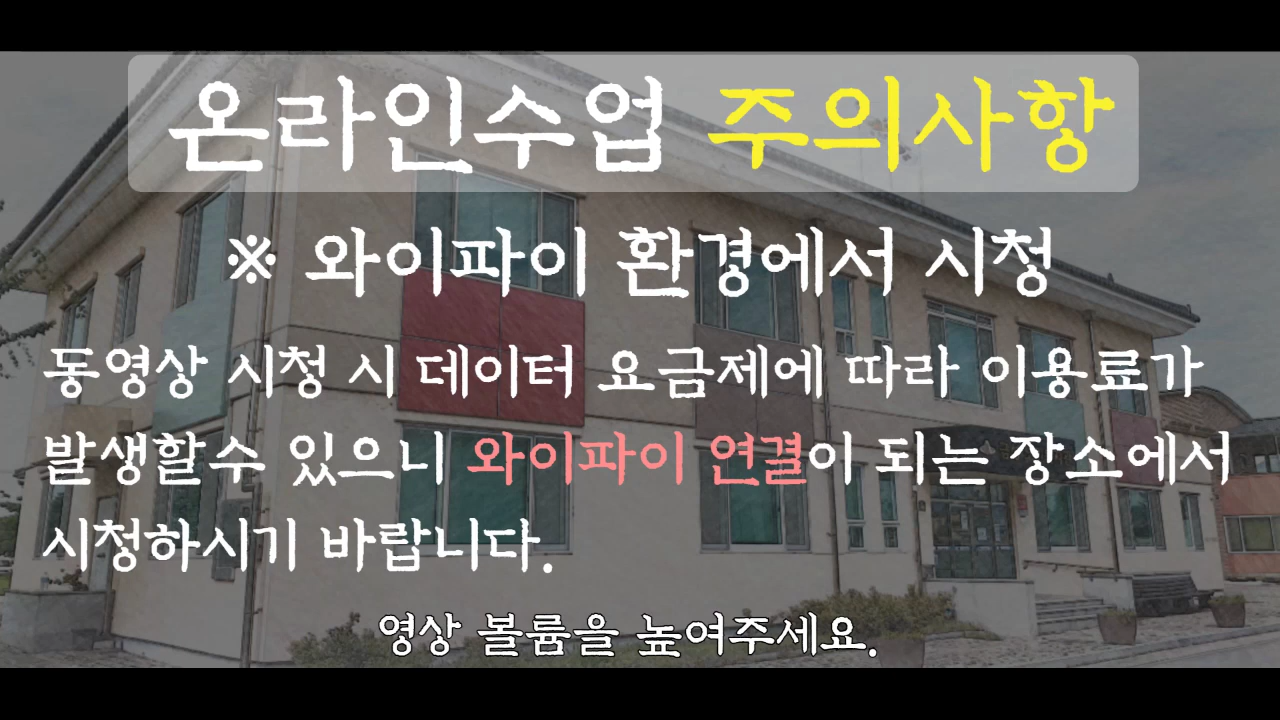 온라인수업 주의사항
※ 와이파이 환경에서 시청
동영상 시청 시 데이터 요금제에 따라 이용료가
발생할수 있으니 와이파이 연결이 되는 장소에서
시청하시기 바랍니다.
영상 볼륨을 높여주세요.